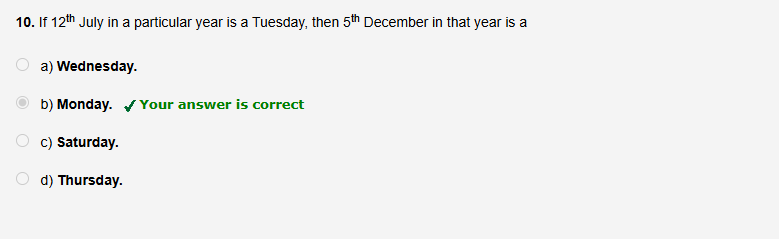 10. If 12th July in a particular year is a Tuesday, then 5th December in that year is a
a) Wednesday.
b) Monday. ✓ Your answer is correct
c) Saturday.
d) Thursday.